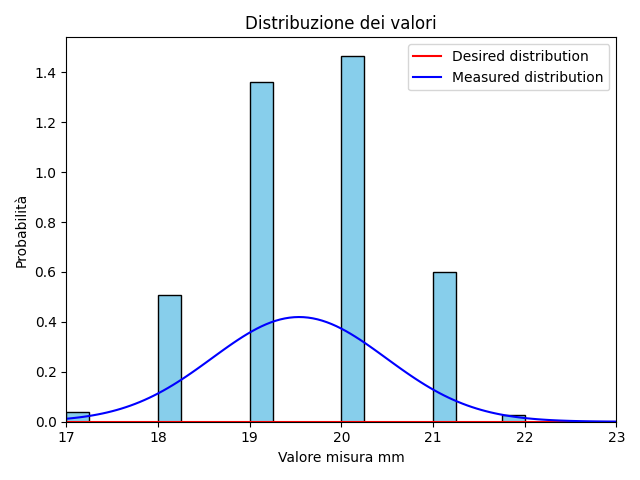 Distribuzione dei valori
Desired distribution
Measured distribution
Probabilità
1.4
1.2
1.0
0.8
0.6
0.4
0.2
0.0
17 18 19 20 21 22 23
Valore misura mm